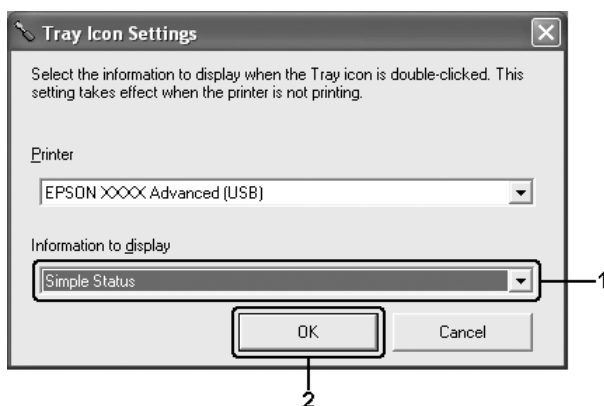 Tray Icon Settings
Select the information to display when the Tray icon is double-clicked. This
setting takes effect when the printer is not printing.
Printer
EPSON XXXX Advanced (USB)
Information to display
Simple Status
1
OK
Cancel
2